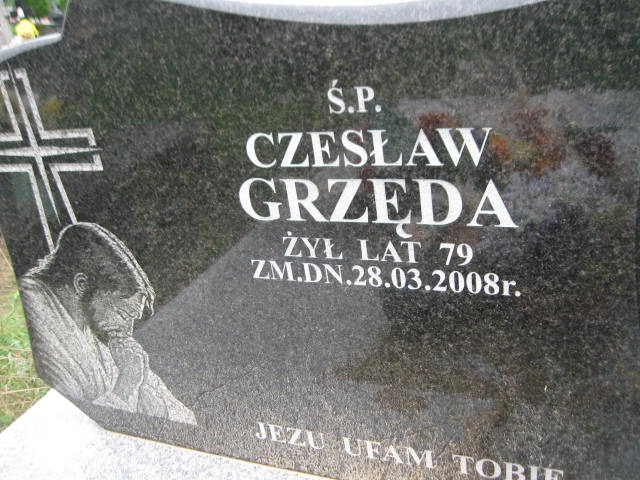 Ś.P.
CZESŁAW
GRZĘDA
ŻYŁ LAT 79
ZM.DN.28.03.2008r.
JEZU UFAM TOBIE